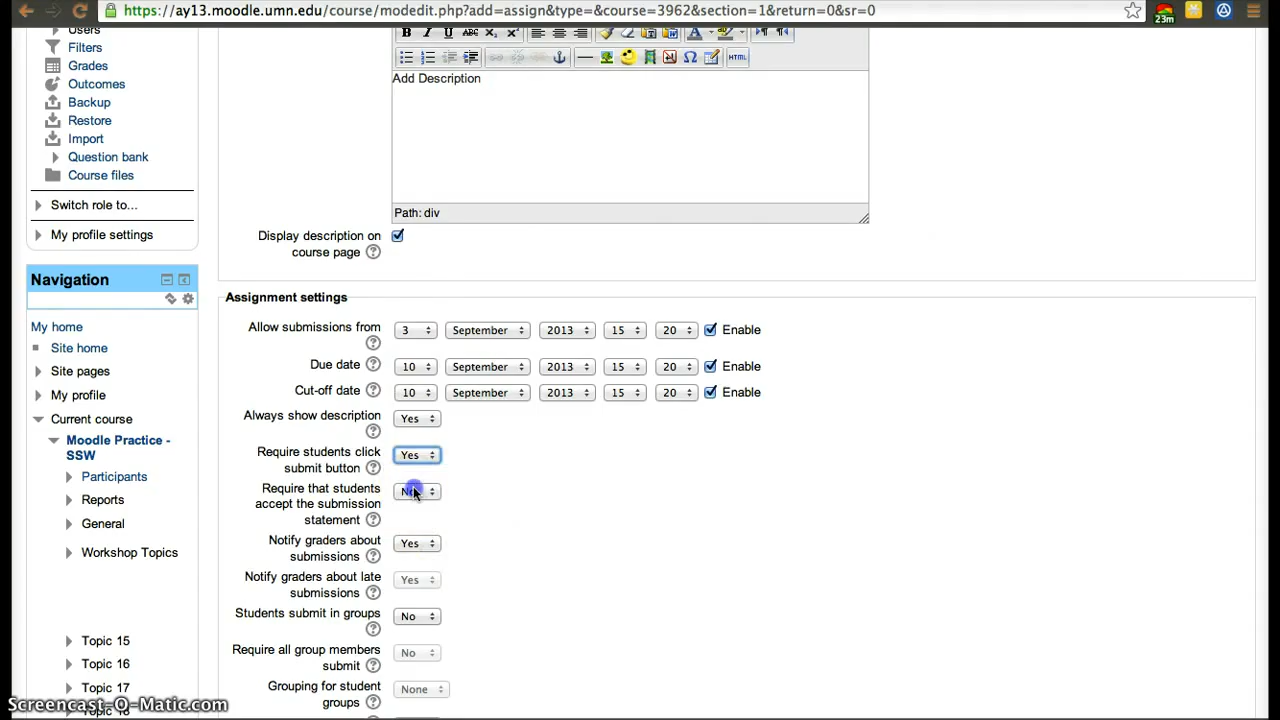 https://ay13.moodle.umn.edu/course/modedit.php?add=assign&type=&course=3962&section=1&return=0&sr=0
23m
Users
Filters
Grades
Outcomes
Backup
Restore
Import
Question bank
Course files
Switch role to...
My profile settings
Navigation
My home
Site home
Site pages
My profile
Current course
Moodle Practice -
SSW
Participants
Reports
General
Workshop Topics
Topic 15
Topic 16
Topic 17
Topic 18
B I U ABC X₂ X²
HTML
Add Description
Path: div
Display description on
course page
Assignment settings
Allow submissions from 3 September 2013 15 20 Enable
Due date 10 September 2013 15 20 Enable
Cut-off date 10 September 2013 15 20 Enable
Always show description Yes
Require students click
submit button Yes
Require that students
accept the submission
statement No
Notify graders about
submissions Yes
Notify graders about late
submissions Yes
Students submit in groups No
Require all group members
submit No
Grouping for student
groups None
Screencast-O-Matic.com